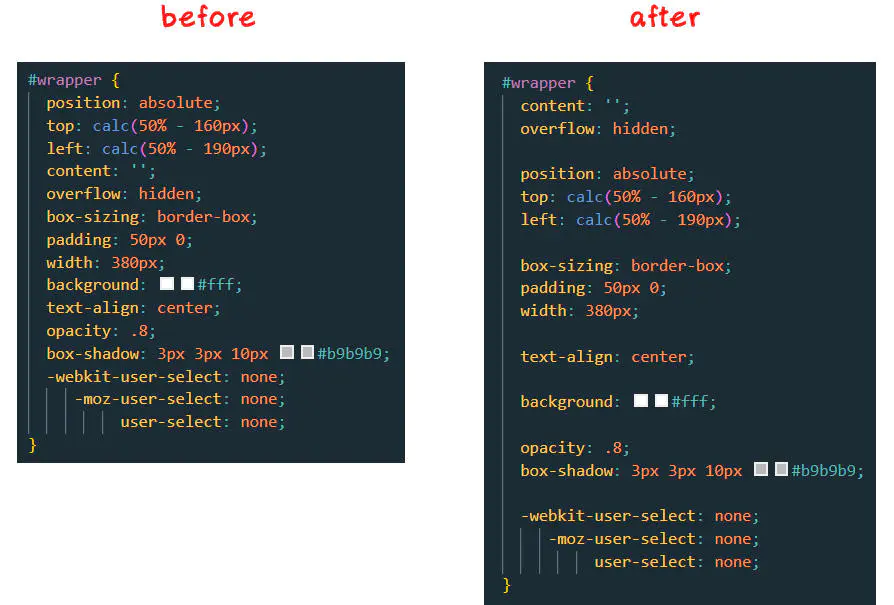 before
#wrapper {
position: absolute;
top: calc(50% - 160px);
left: calc(50% - 190px);
content: '';
overflow: hidden;
box-sizing: border-box;
padding: 50px 0;
width: 380px;
background: #fff;
text-align: center;
opacity: .8;
box-shadow: 3px 3px 10px #b9b9b9;
-webkit-user-select: none;
-moz-user-select: none;
user-select: none;
}
after
#wrapper {
content: '';
overflow: hidden;
position: absolute;
top: calc(50% - 160px);
left: calc(50% - 190px);
box-sizing: border-box;
padding: 50px 0;
width: 380px;
text-align: center;
background: #fff;
opacity: .8;
box-shadow: 3px 3px 10px #b9b9b9;
-webkit-user-select: none;
-moz-user-select: none;
user-select: none;
}